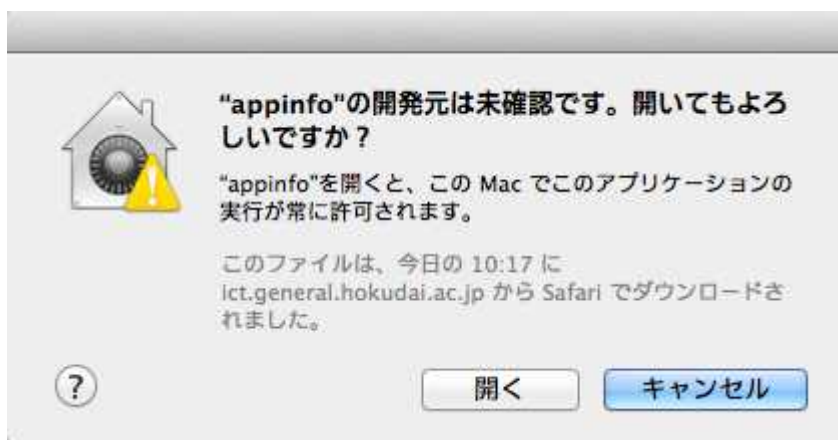 “appinfo"の開発元は未確認です。開いてもよろ
しいですか？
“appinfo"を開くと、この Mac でこのアプリケーションの
実行が常に許可されます。
このファイルは、今日の 10:17 に
ict.general.hokudai.ac.jp から Safari でダウンロードさ
れました。
?
開く
キャンセル